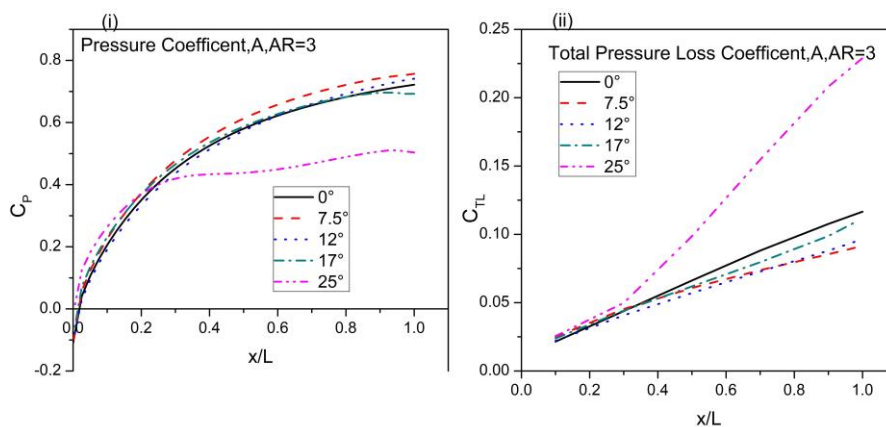 (i)
Pressure Coefficent,A,AR=3
0.8
0.6
0.4
0.2
0.0
-0.2
C_P
0°
7.5°
12°
17°
25°
0.0 0.2 0.4 0.6 0.8 1.0
x/L
(ii)
Total Pressure Loss Coefficent,A,AR=3
0.25
0.20
0.15
0.10
0.05
0.00
C_TL
0°
7.5°
12°
17°
25°
0.0 0.2 0.4 0.6 0.8 1.0
x/L